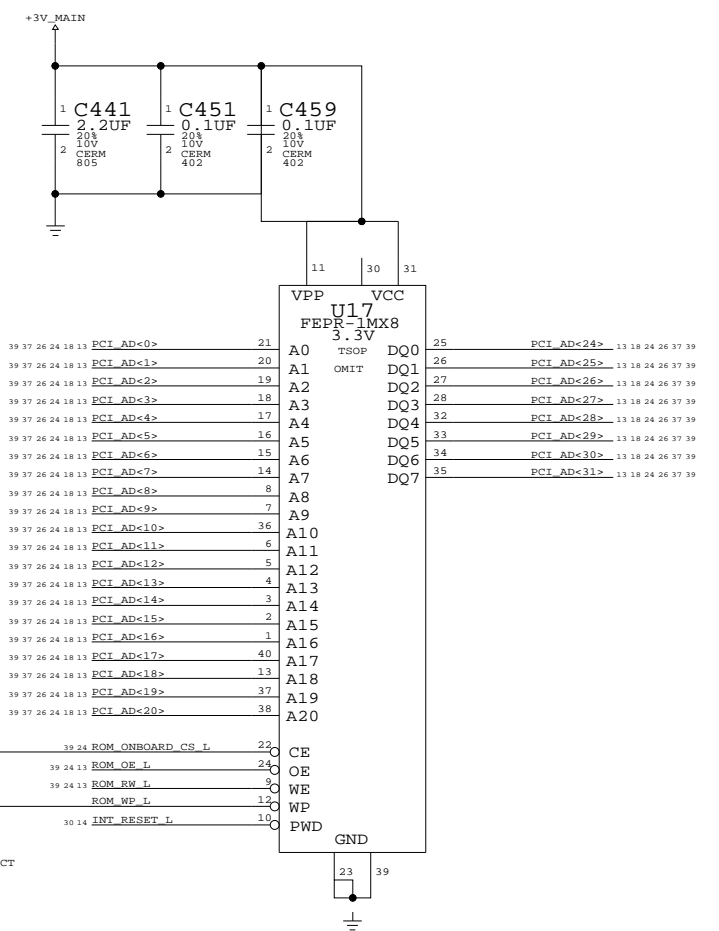 +3V_MAIN
1 C441
2.2UF
20%
10V
2 CERM
805
1 C451
0.1UF
20%
10V
2 CERM
402
1 C459
0.1UF
20%
10V
2 CERM
402
11 30 31
VPP VCC
U17
FEPR-1MX8
3.3V
TSOP
OMIT
39 37 26 24 18 13 PCI_AD<0> 21 A0 DQ0 25 PCI_AD<24> 13 18 24 26 37 39
39 37 26 24 18 13 PCI_AD<1> 20 A1 DQ1 26 PCI_AD<25> 13 18 24 26 37 39
39 37 26 24 18 13 PCI_AD<2> 19 A2 DQ2 27 PCI_AD<26> 13 18 24 26 37 39
39 37 26 24 18 13 PCI_AD<3> 18 A3 DQ3 28 PCI_AD<27> 13 18 24 26 37 39
39 37 26 24 18 13 PCI_AD<4> 17 A4 DQ4 32 PCI_AD<28> 13 18 24 26 37 39
39 37 26 24 18 13 PCI_AD<5> 16 A5 DQ5 33 PCI_AD<29> 13 18 24 26 37 39
39 37 26 24 18 13 PCI_AD<6> 15 A6 DQ6 34 PCI_AD<30> 13 18 24 26 37 39
39 37 26 24 18 13 PCI_AD<7> 14 A7 DQ7 35 PCI_AD<31> 13 18 24 26 37 39
39 37 26 24 18 13 PCI_AD<8> 8 A8
39 37 26 24 18 13 PCI_AD<9> 7 A9
39 37 26 24 18 13 PCI_AD<10> 36 A10
39 37 26 24 18 13 PCI_AD<11> 6 A11
39 37 26 24 18 13 PCI_AD<12> 5 A12
39 37 26 24 18 13 PCI_AD<13> 4 A13
39 37 26 24 18 13 PCI_AD<14> 3 A14
39 37 26 24 18 13 PCI_AD<15> 2 A15
39 37 26 24 18 13 PCI_AD<16> 1 A16
39 37 26 24 18 13 PCI_AD<17> 40 A17
39 37 26 24 18 13 PCI_AD<18> 13 A18
39 37 26 24 18 13 PCI_AD<19> 37 A19
39 37 26 24 18 13 PCI_AD<20> 38 A20
39 24 ROM_ONBOARD_CS_L 22 CE
39 24 13 ROM_OE_L 24 OE
39 24 13 ROM_RW_L 9 WE
ROM_WP_L 12 WP
30 14 INT_RESET_L 10 PWD
GND
CT
23 39